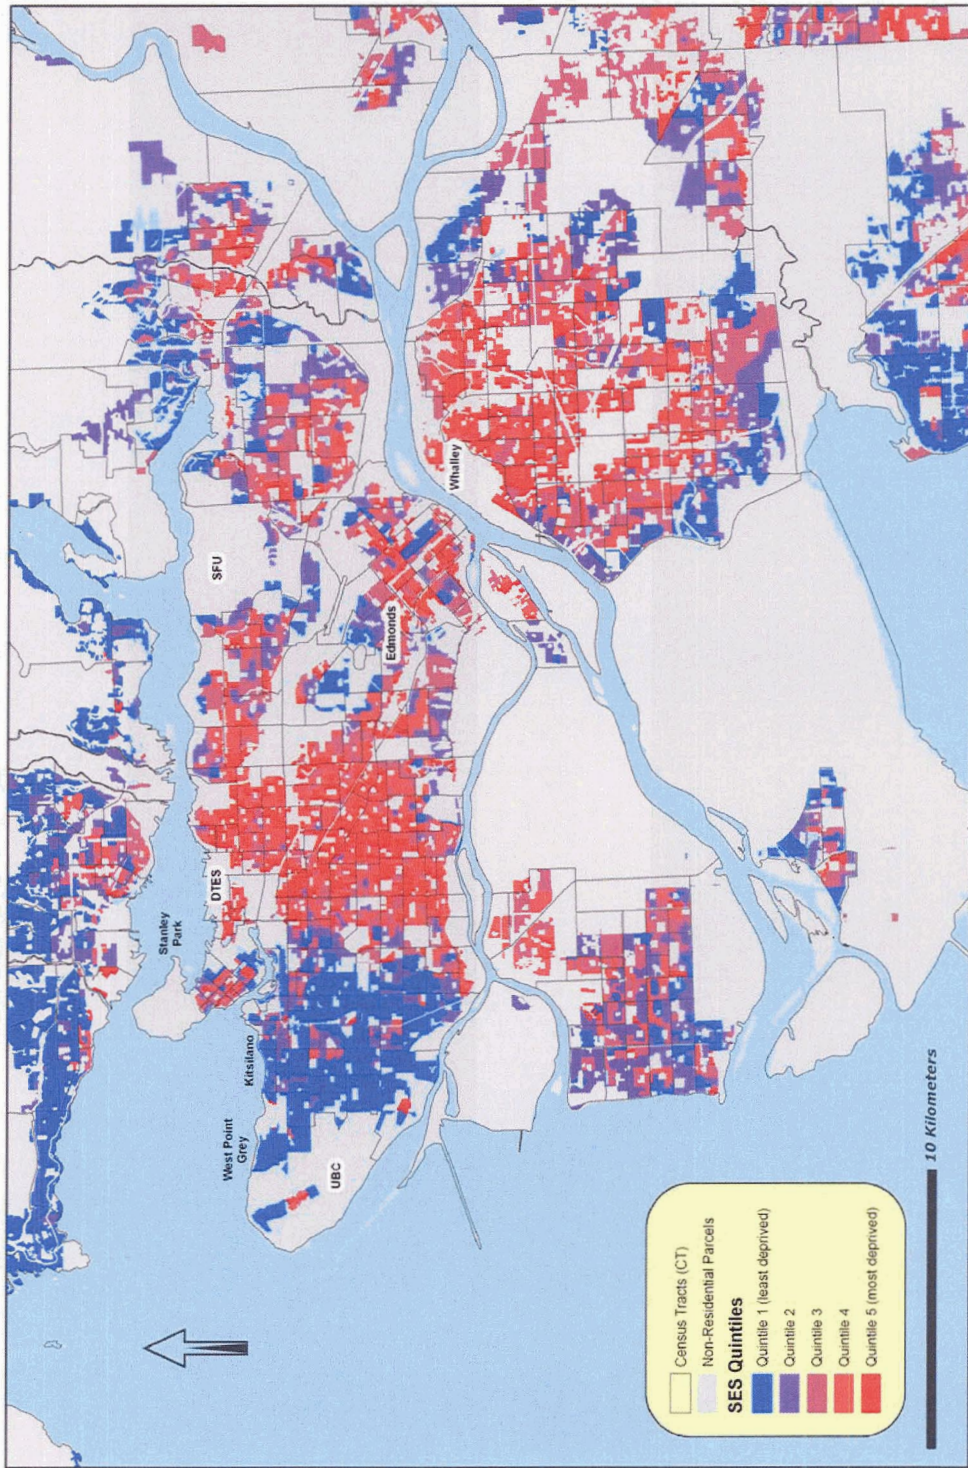 Stanley
Park
West Point
Grey
Kitsilano
DTES
SFU
UBC
Edmonds
Whalley
Census Tracts (CT)
Non-Residential Parcels
SES Quintiles
Quintile 1 (least deprived)
Quintile 2
Quintile 3
Quintile 4
Quintile 5 (most deprived)
10 Kilometers